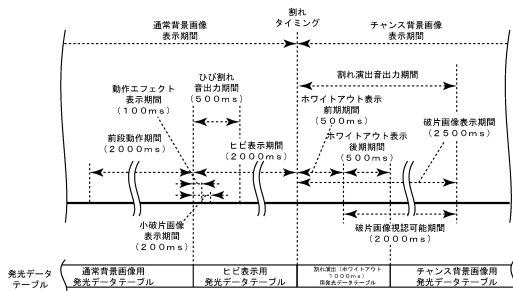 割れ
タイミング
通常背景画像
表示期間
チャンス背景画像
表示期間
ひび割れ
音出力期間
(500ms)
割れ演出音出力期間
動作エフェクト
表示期間
(100ms)
ホワイトアウト表示
前期期間
(500ms)
破片画像表示期間
(2500ms)
前段動作期間
(2000ms)
ヒビ表示期間
(2000ms)
ホワイトアウト表示
後期期間
(500ms)
小破片画像
表示期間
(200ms)
破片画像視認可能期間
(2000ms)
発光データ
テーブル
通常背景画像用
発光データテーブル
ヒビ表示用
発光データテーブル
割れ演出(ホワイトアウト
1000ms)
用発光データテーブル
チャンス背景画像用
発光データテーブル